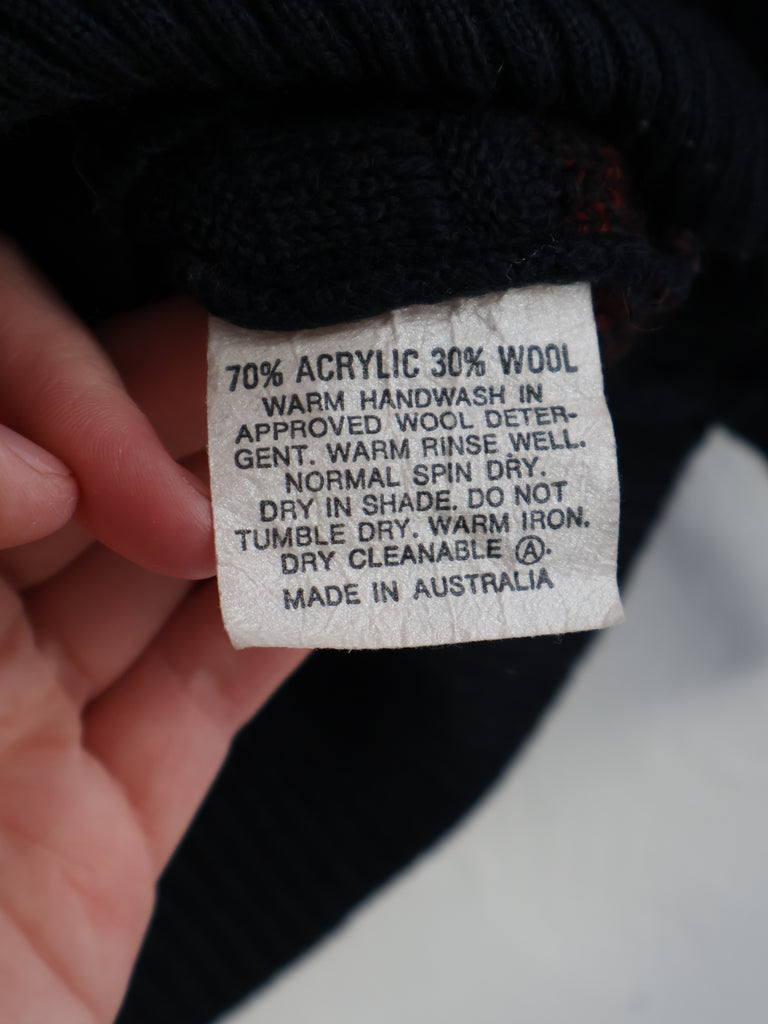 70% ACRYLIC 30% WOOL
WARM HANDWASH IN
APPROVED WOOL DETER-
GENT. WARM RINSE WELL.
NORMAL SPIN DRY.
DRY IN SHADE. DO NOT
TUMBLE DRY. WARM IRON.
DRY CLEANABLE Ⓐ.
MADE IN AUSTRALIA